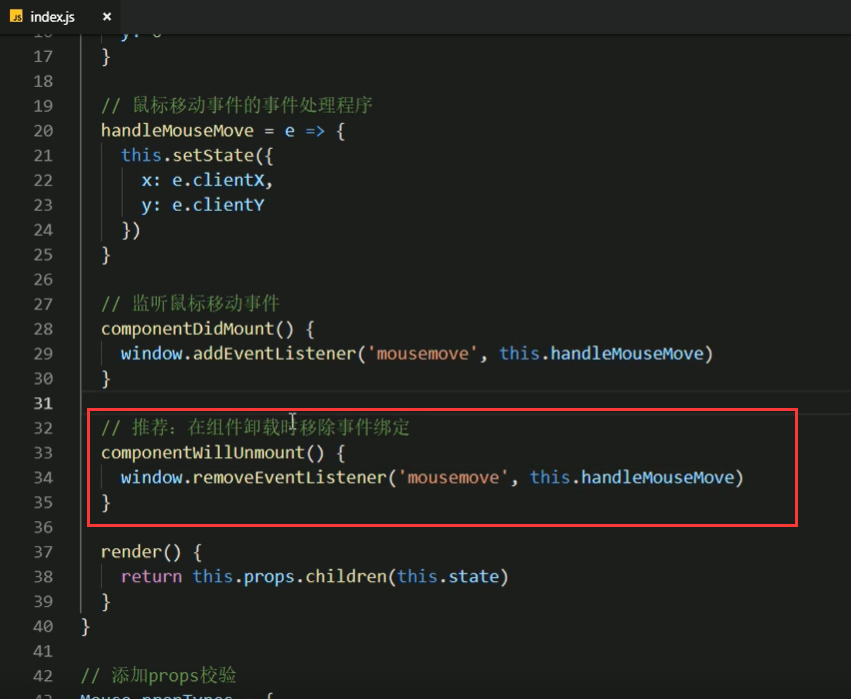 JS index.js ×
16 y: 0
17 }
18
19 // 鼠标移动事件的事件处理程序
20 handleMouseMove = e => {
21 this.setState({
22 x: e.clientX,
23 y: e.clientY
24 })
25 }
26
27 // 监听鼠标移动事件
28 componentDidMount() {
29 window.addEventListener('mousemove', this.handleMouseMove)
30 }
31
32 // 推荐：在组件卸载时移除事件绑定
33 componentWillUnmount() {
34 window.removeEventListener('mousemove', this.handleMouseMove)
35 }
36
37 render() {
38 return this.props.children(this.state)
39 }
40 }
41
42 // 添加props校验
43 Mouse.propTypes = {